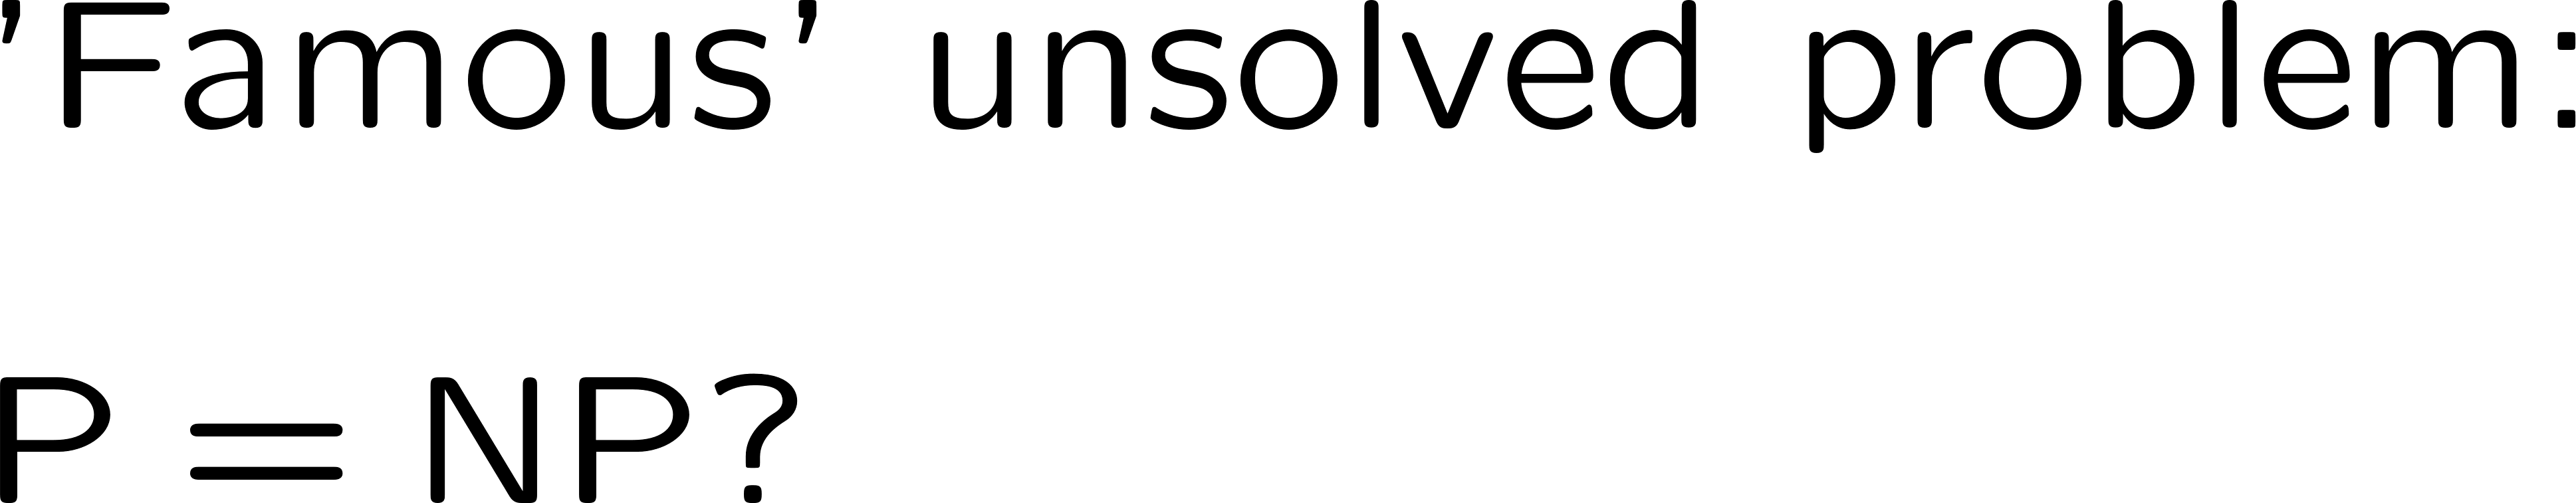 'Famous' unsolved problem:
P = NP?